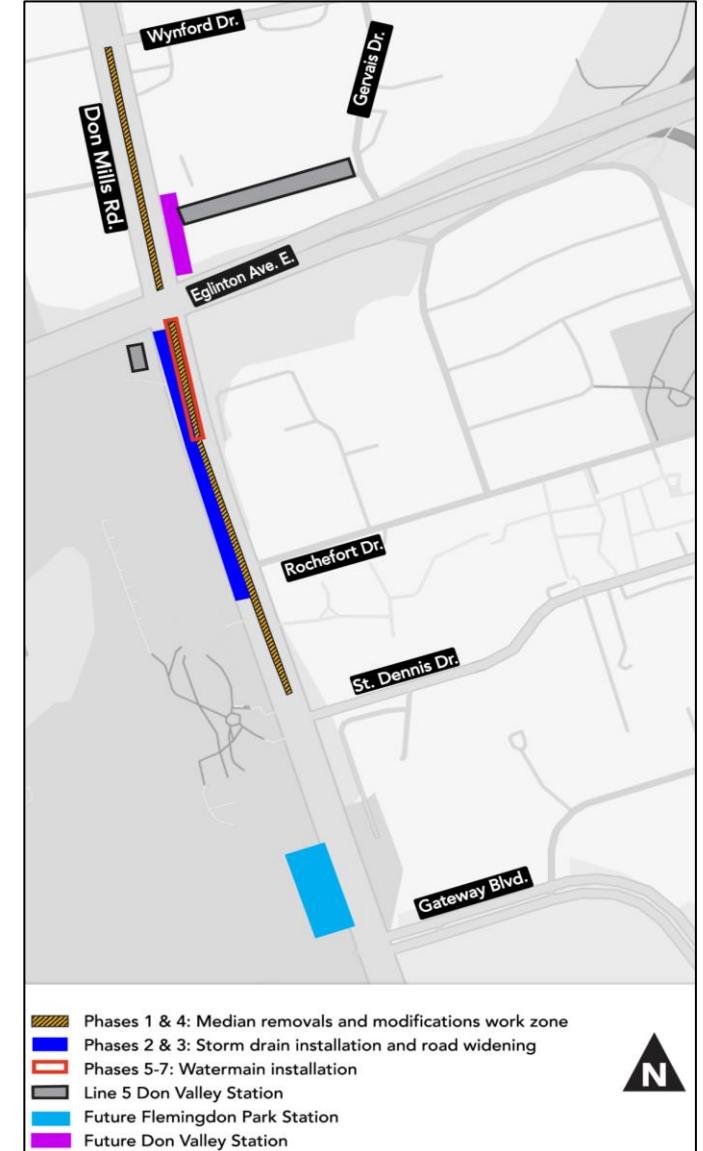 Wynford Dr.
Gervais Dr.
Don Mills Rd.
Eglinton Ave. E.
Rochefort Dr.
St. Dennis Dr.
Gateway Blvd.
Phases 1 & 4: Median removals and modifications work zone
Phases 2 & 3: Storm drain installation and road widening
Phases 5-7: Watermain installation
Line 5 Don Valley Station
Future Flemingdon Park Station
Future Don Valley Station
N